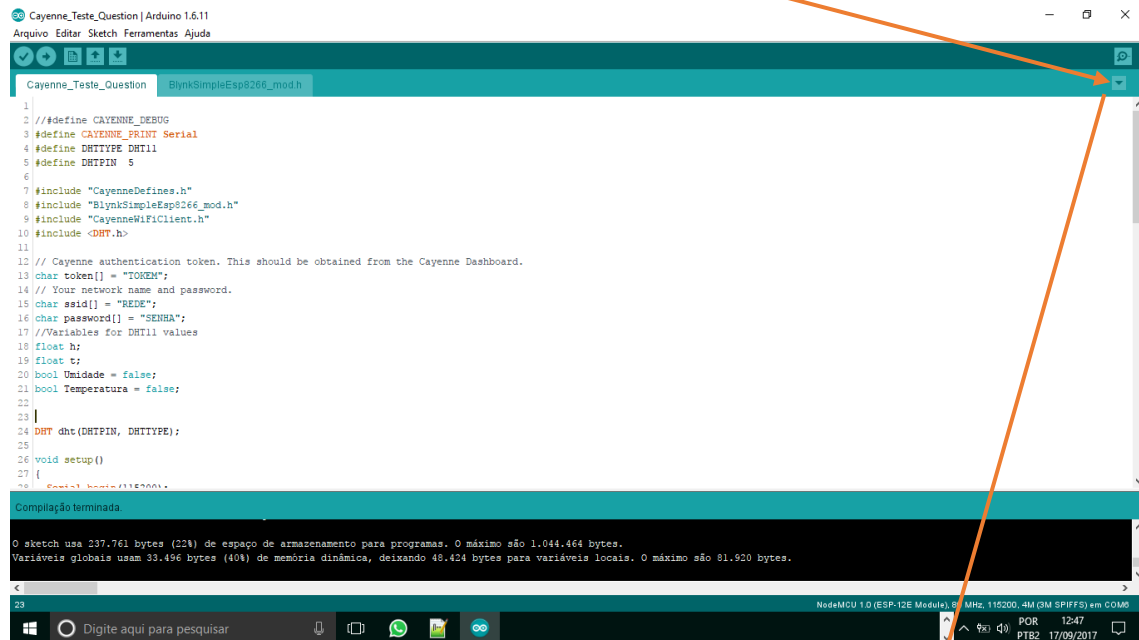 Cayenne_Teste_Question | Arduino 1.6.11
Arquivo Editar Sketch Ferramentas Ajuda
Cayenne_Teste_Question BlynkSimpleEsp8266_mod.h
1
2 //#define CAYENNE_DEBUG
3 #define CAYENNE_PRINT Serial
4 #define DHTTYPE DHT11
5 #define DHTPIN 5
6
7 #include "CayenneDefines.h"
8 #include "BlynkSimpleEsp8266_mod.h"
9 #include "CayenneWiFiClient.h"
10 #include <DHT.h>
11
12 // Cayenne authentication token. This should be obtained from the Cayenne Dashboard.
13 char token[] = "TOKEM";
14 // Your network name and password.
15 char ssid[] = "REDE";
16 char password[] = "SENHA";
17 //Variables for DHT11 values
18 float h;
19 float t;
20 bool Umidade = false;
21 bool Temperatura = false;
22
23
24 DHT dht(DHTPIN, DHTTYPE);
25
26 void setup()
27 {
28 Serial.begin(115200);
Compilação terminada.
O sketch usa 237.761 bytes (22%) de espaço de armazenamento para programas. O máximo são 1.044.464 bytes.
Variáveis globais usam 33.496 bytes (40%) de memória dinâmica, deixando 48.424 bytes para variáveis locais. O máximo são 81.920 bytes.
23 NodeMCU 1.0 (ESP-12E Module), 80 MHz, 115200, 4M (3M SPIFFS) em COM6
Digite aqui para pesquisar
POR 12:47
PTB2 17/09/2017